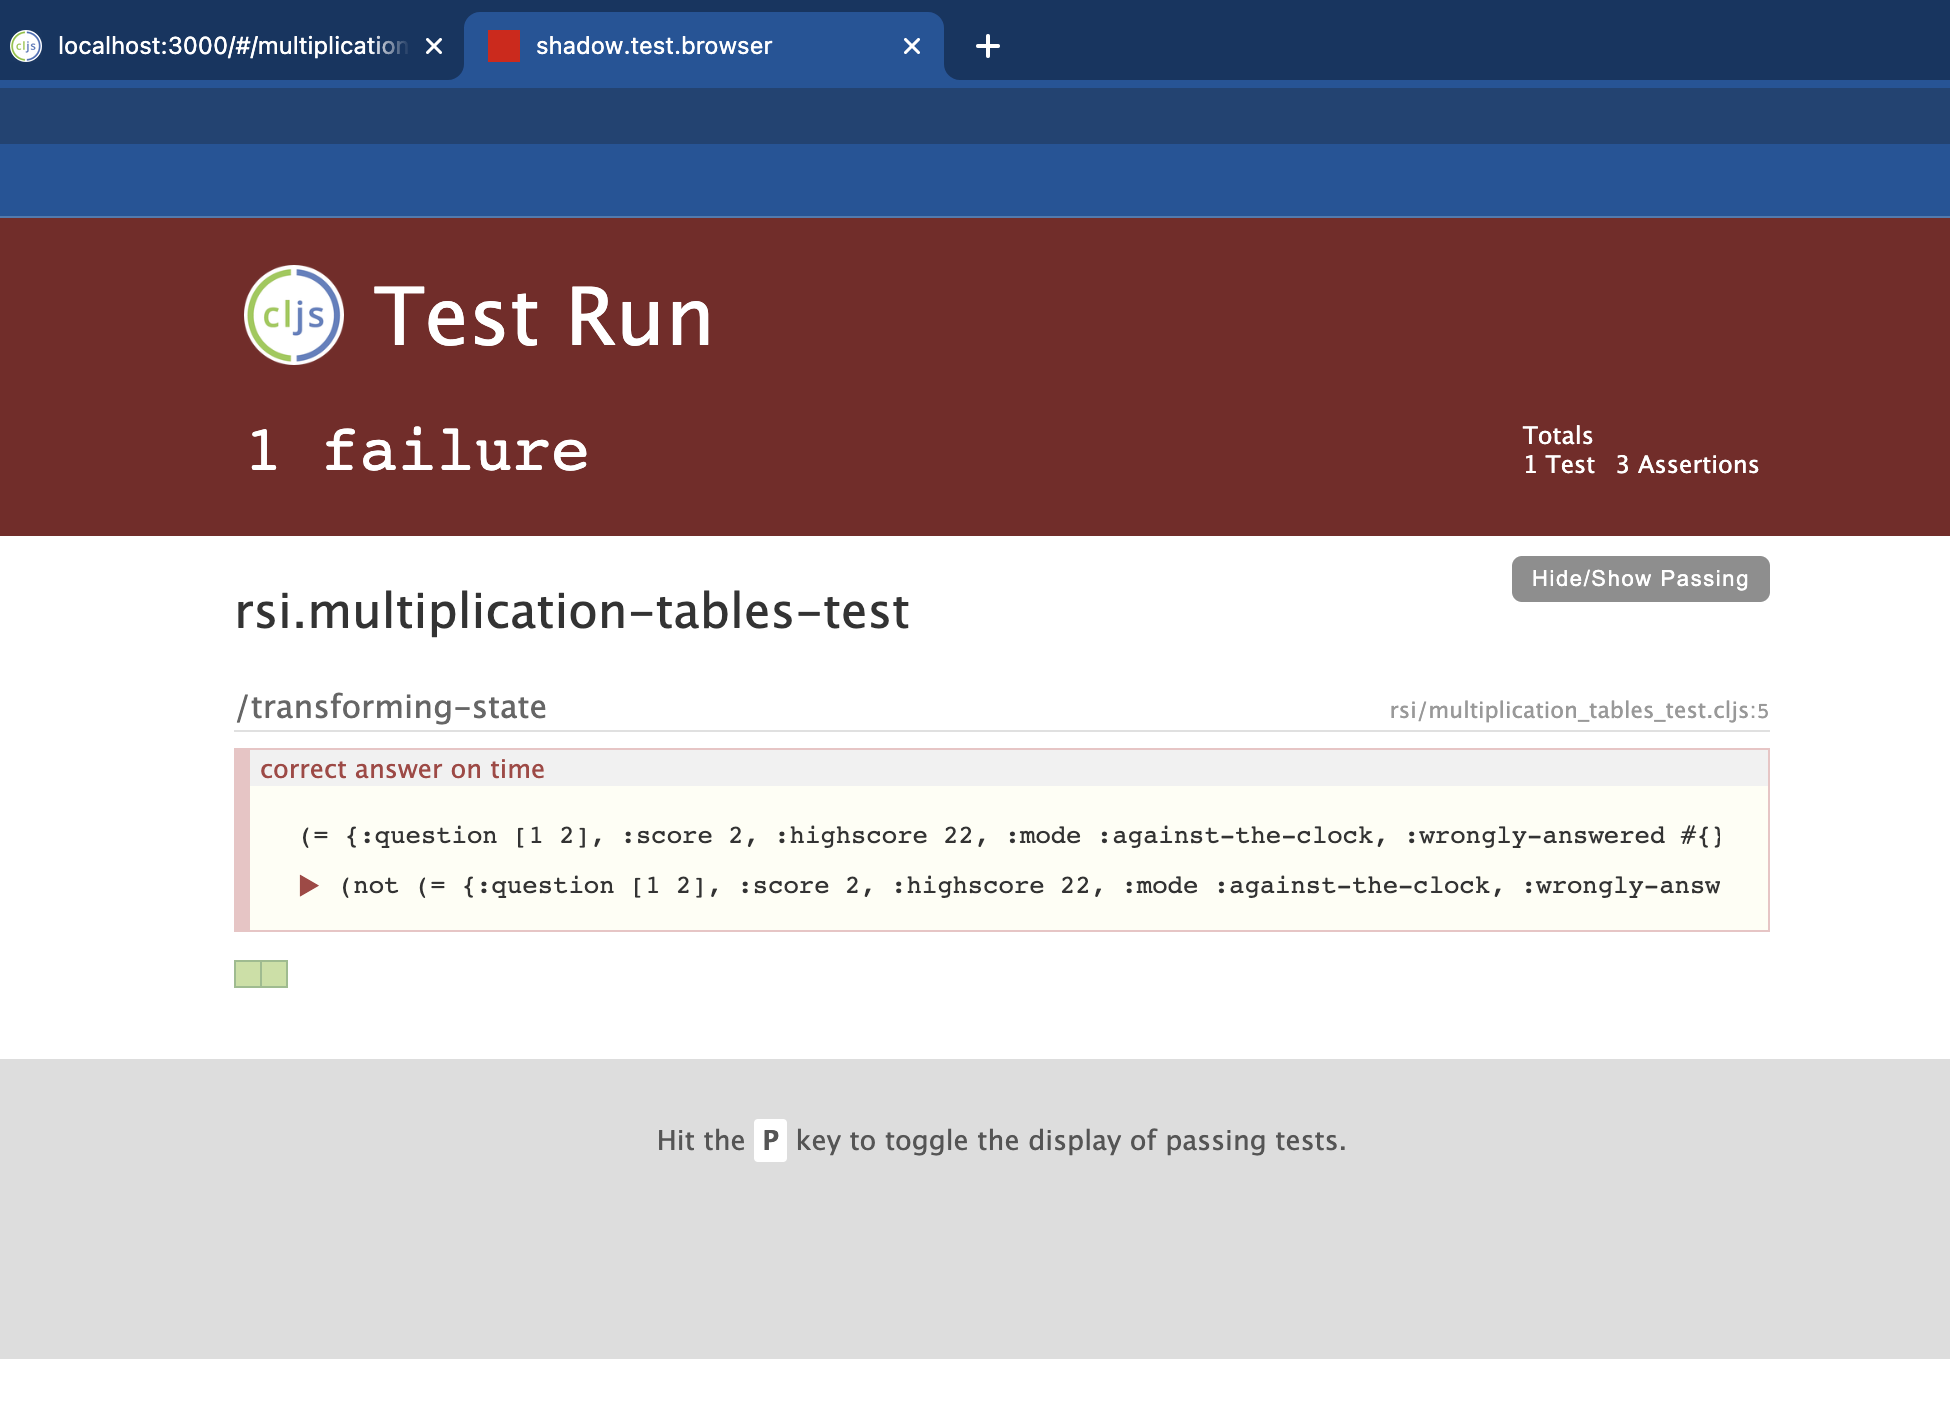 cljs localhost:3000/#/multiplication
shadow.test.browser
cljs Test Run
1 failure
Totals
1 Test 3 Assertions
Hide/Show Passing
rsi.multiplication-tables-test
/transforming-state
rsi/multiplication_tables_test.cljs:5
correct answer on time
(= {:question [1 2], :score 2, :highscore 22, :mode :against-the-clock, :wrongly-answered #{}
(not (= {:question [1 2], :score 2, :highscore 22, :mode :against-the-clock, :wrongly-answ
Hit the P key to toggle the display of passing tests.